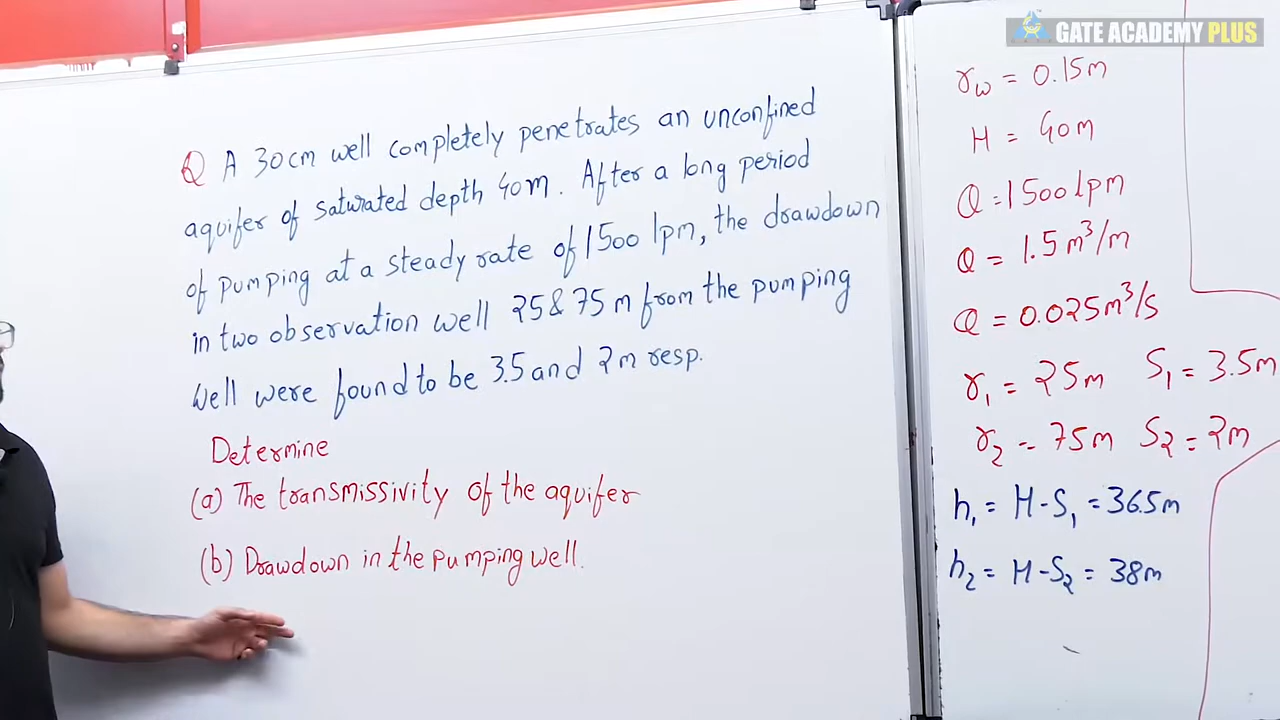 GATE ACADEMY PLUS
Q A 30cm well completely penetrates an unconfined
aquifer of saturated depth 40m. After a long period
of pumping at a steady rate of 1500 lpm, the drawdown
in two observation well 25 & 75 m from the pumping
well were found to be 3.5 and 2m resp.
Determine
(a) The transmissivity of the aquifer
(b) Drawdown in the pumping well.
rw = 0.15m
H = 40m
Q = 1500 lpm
Q = 1.5 m³/m
Q = 0.025 m³/s
r₁ = 25m S₁ = 3.5m
r₂ = 75m S₂ = 2m
h₁ = H-S₁ = 36.5m
h₂ = H-S₂ = 38m